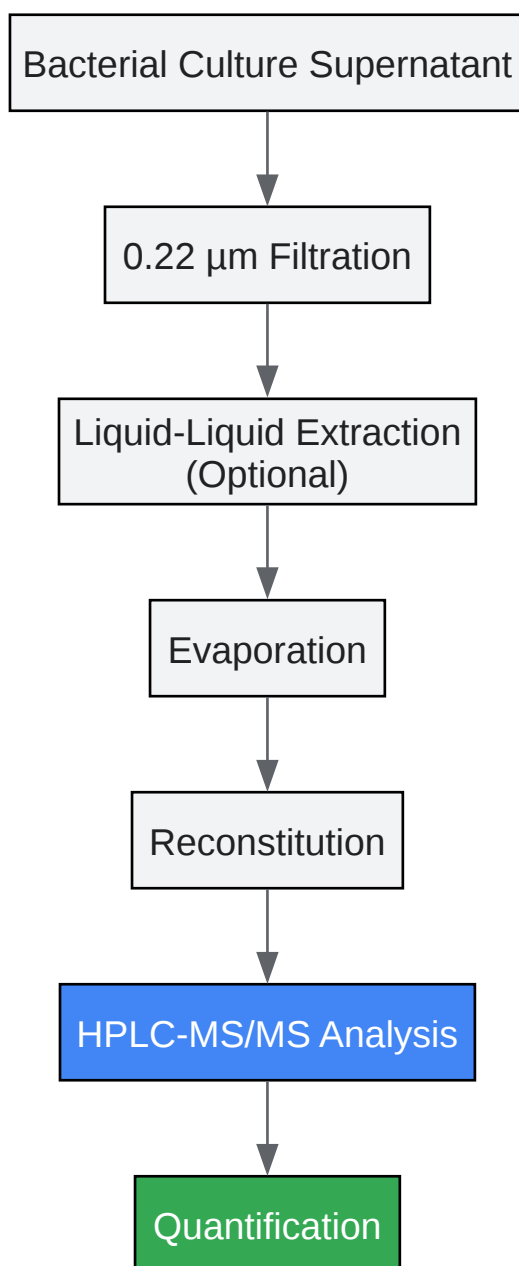 Bacterial Culture Supernatant
0.22 µm Filtration
Liquid-Liquid Extraction
(Optional)
Evaporation
Reconstitution
HPLC-MS/MS Analysis
Quantification